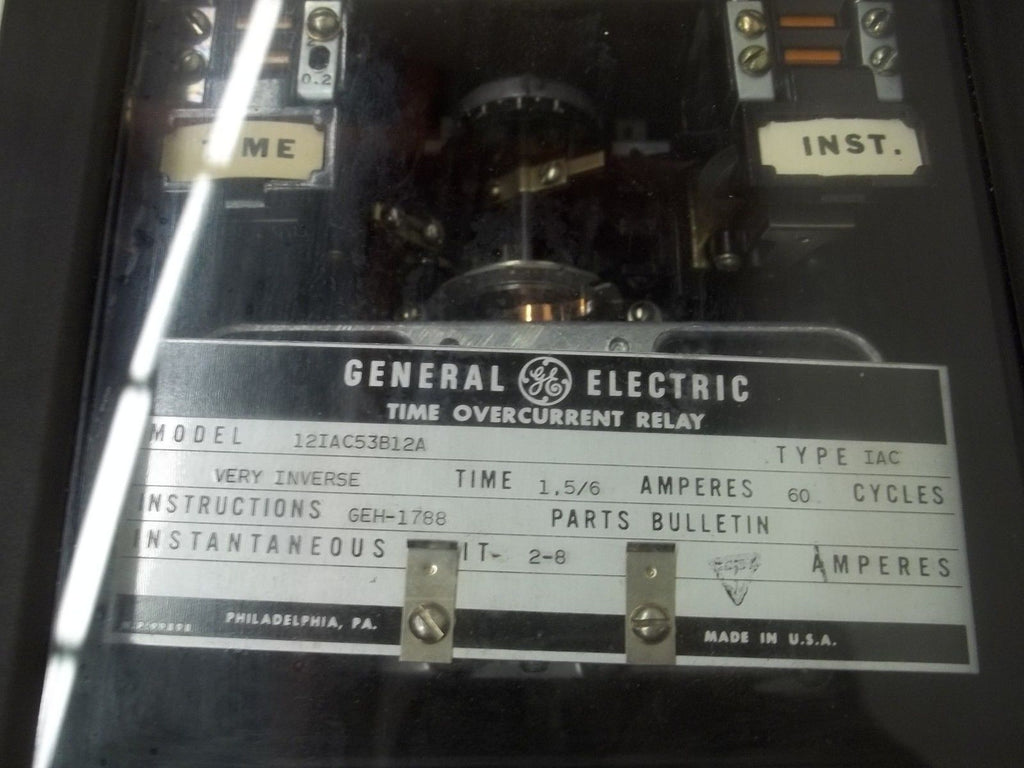 0.2
INST.
GENERAL GE ELECTRIC
TIME OVERCURRENT RELAY
MODEL 12IAC53B12A TYPE IAC
VERY INVERSE TIME 1.5/6 AMPERES 60 CYCLES
INSTRUCTIONS GEH-1788 PARTS BULLETIN
INSTANTANEOUS IT- 2-8 AMPERES
PHILADELPHIA, PA. MADE IN U.S.A.